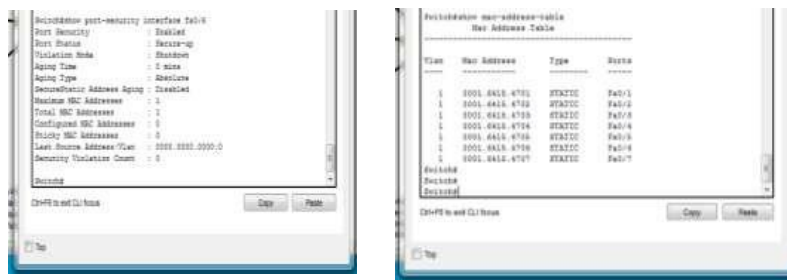 Switch#show port-security interface fa0/6
Port Security : Enabled
Port Status : Secure-up
Violation Mode : Shutdown
Aging Time : 0 mins
Aging Type : Absolute
SecureStatic Address Aging : Disabled
Maximum MAC Addresses : 1
Total MAC Addresses : 1
Configured MAC Addresses : 0
Sticky MAC Addresses : 0
Last Source Address:Vlan : 0000.0000.0000:0
Security Violation Count : 0
Switch#
Ctrl+F6 to exit CLI focus
Copy
Paste
Top
Switch#show mac-address-table
Mac Address Table
Vlan Mac Address Type Ports
1 STATIC Fa0/1
1 STATIC Fa0/2
1 STATIC Fa0/3
1 STATIC Fa0/4
1 STATIC Fa0/5
1 STATIC Fa0/6
1 STATIC Fa0/7
Switch#
Switch#
Switch#
Ctrl+F6 to exit CLI focus
Copy
Paste
Top